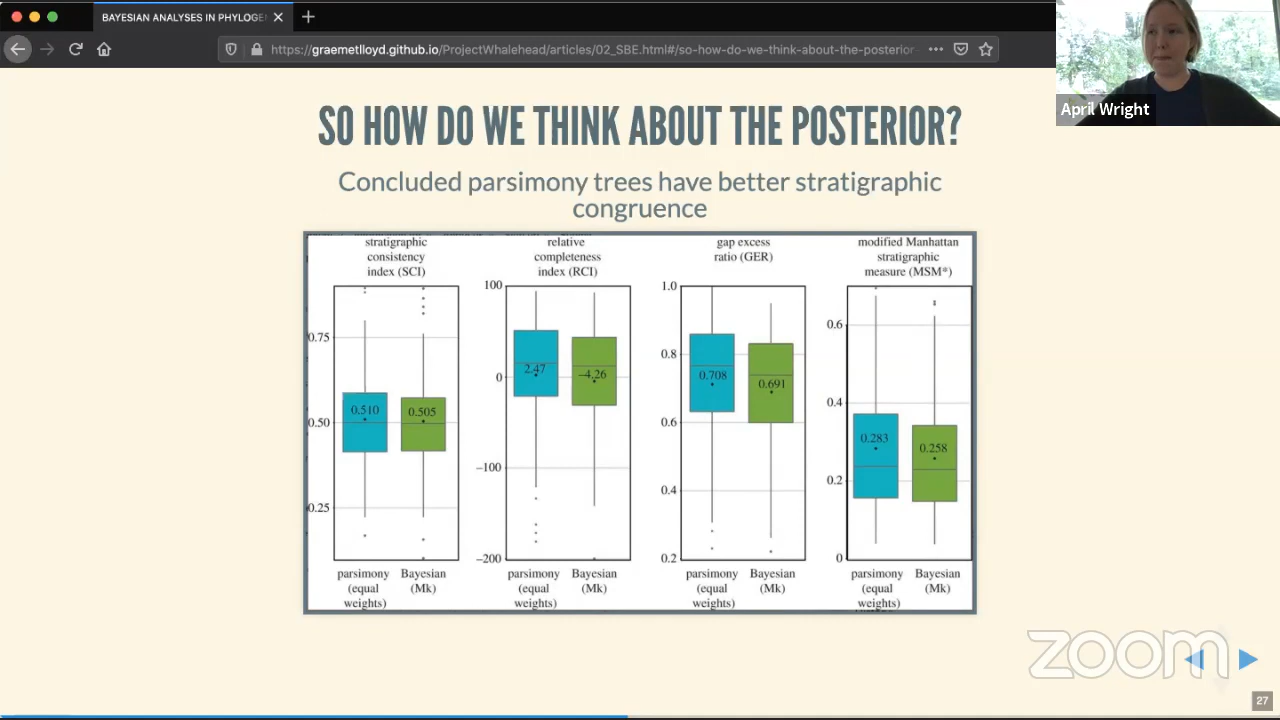 BAYESIAN ANALYSES IN PHYLOGE
https://graemetlloyd.github.io/ProjectWhalehead/articles/02_SBE.html#/so-how-do-we-think-about-the-posterior
April Wright
SO HOW DO WE THINK ABOUT THE POSTERIOR?
Concluded parsimony trees have better stratigraphic
congruence
stratigraphic
consistency
index (SCI)
0.75
0.50
0.25
0.510
0.505
parsimony
(equal
weights)
Bayesian
(Mk)
relative
completeness
index (RCI)
100
0
−100
−200
2.47
−4.26
parsimony
(equal
weights)
Bayesian
(Mk)
gap excess
ratio (GER)
1.0
0.8
0.6
0.4
0.2
0.708
0.691
parsimony
(equal
weights)
Bayesian
(Mk)
modified Manhattan
stratigraphic
measure (MSM*)
0.6
0.4
0.2
0
0.283
0.258
parsimony
(equal
weights)
Bayesian
(Mk)
zoom
27